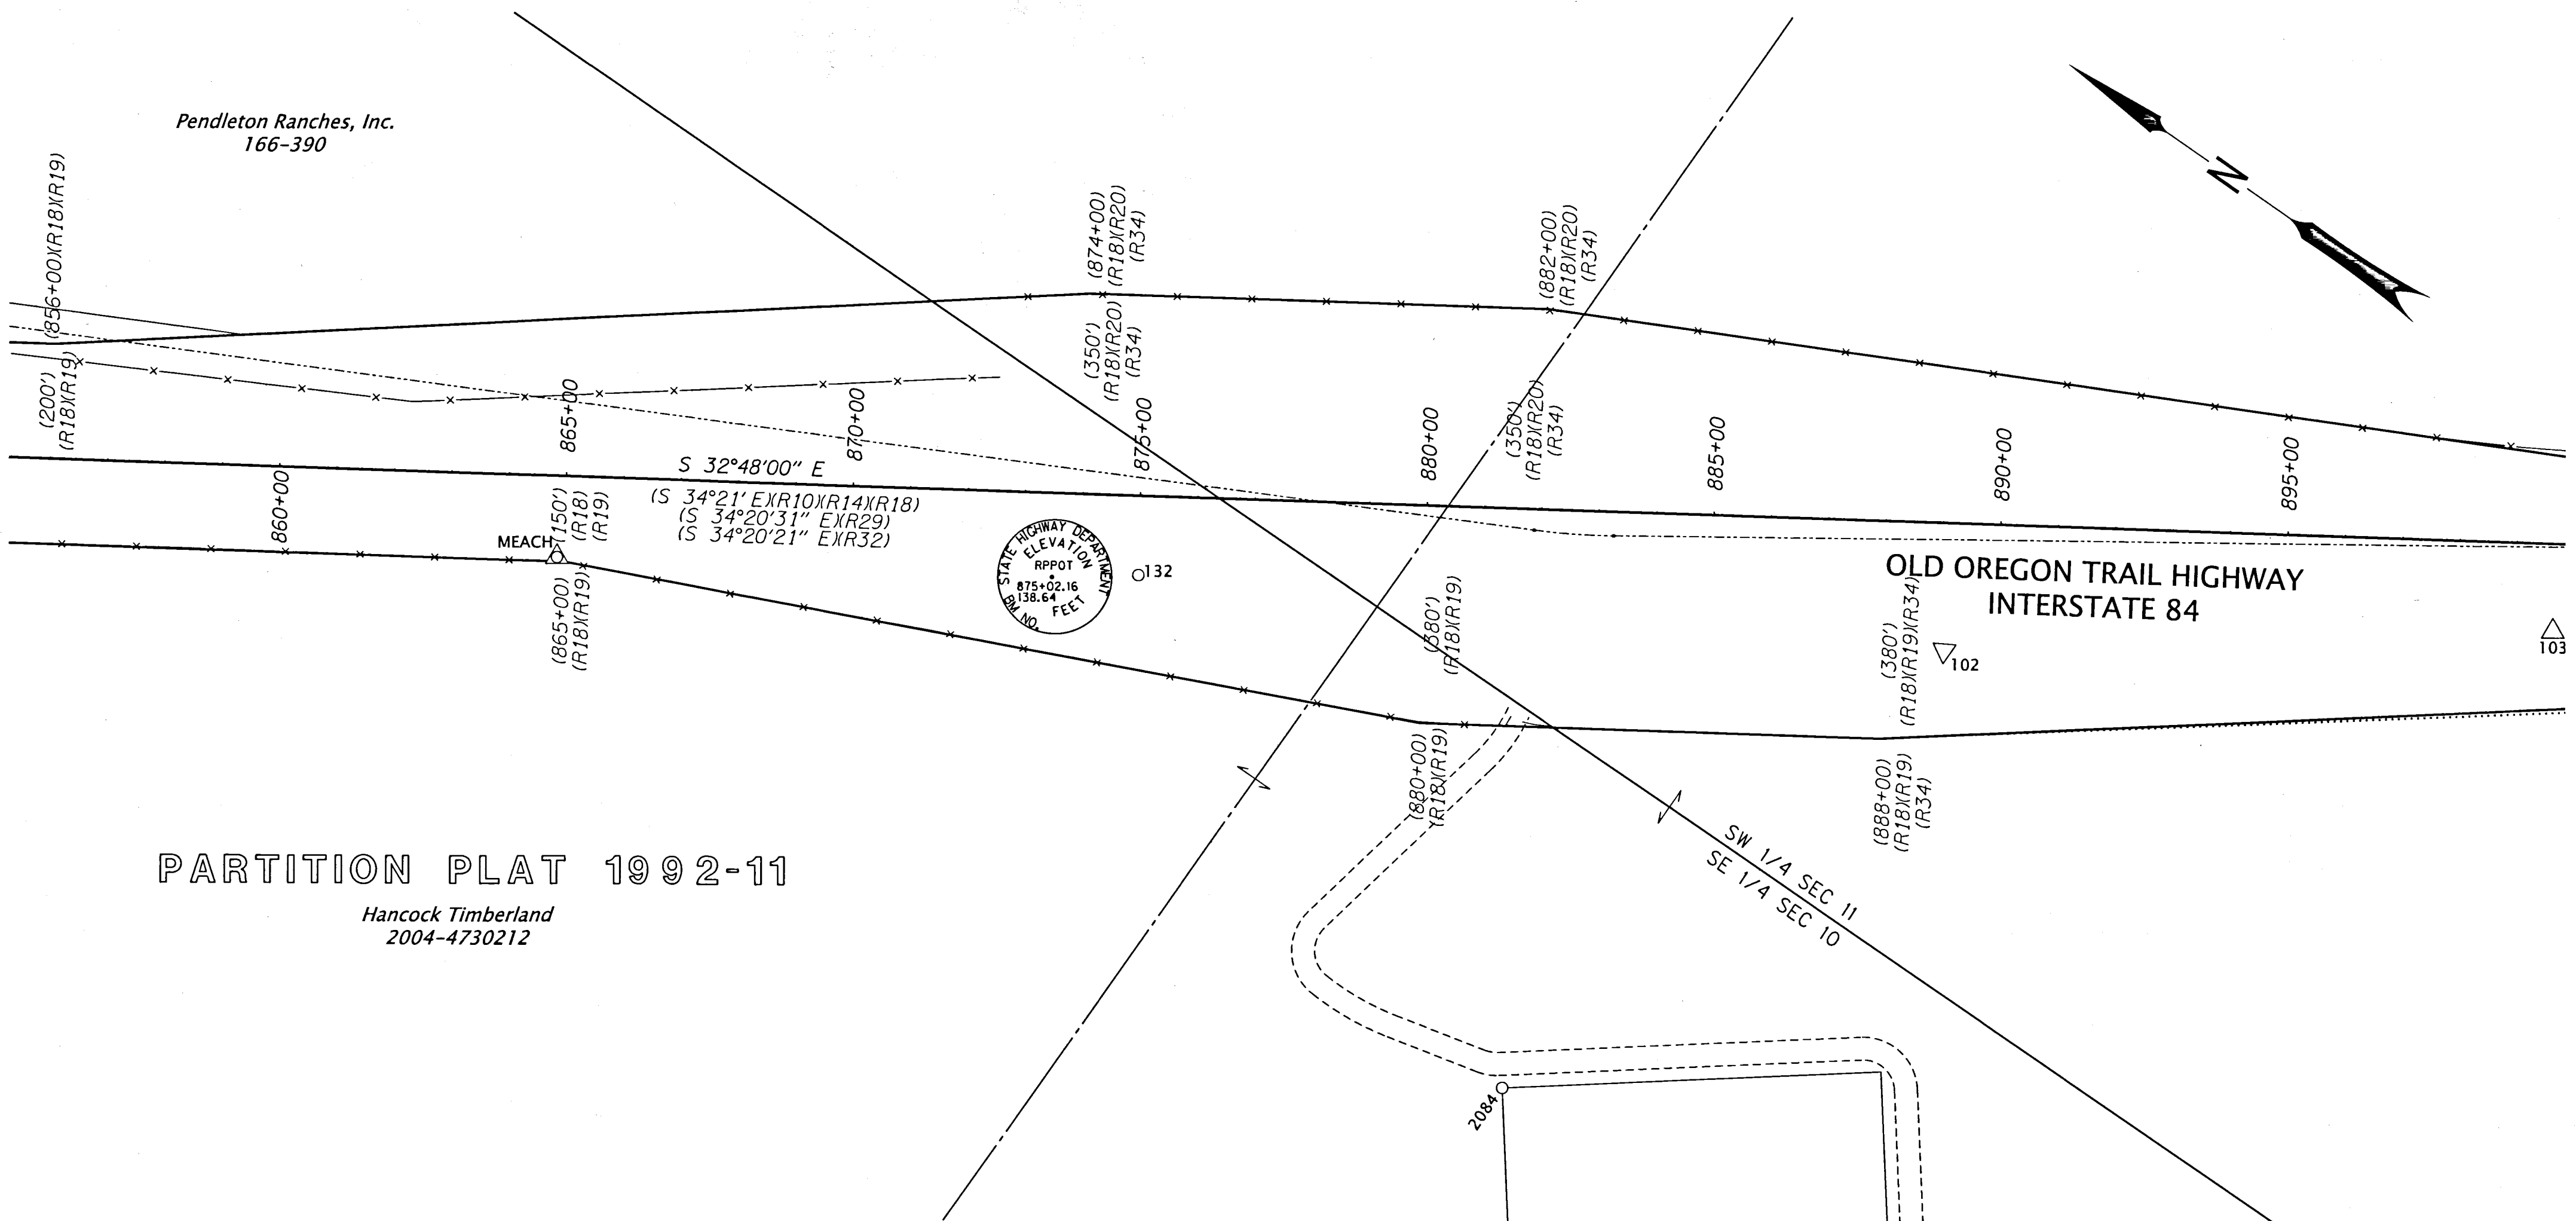 Pendleton Ranches, Inc.
166-390
N
(856+00)(R18)(R19)
(200')
(R18)(R19)
(874+00)
(R18)(R20)
(R34)
(350')
(R18)(R20)
(R34)
(882+00)
(R18)(R20)
(R34)
(350')
(R18)(R20)
(R34)
860+00
865+00
870+00
875+00
880+00
885+00
890+00
895+00
S 32°48'00" E
(S 34°21' E)(R10)(R14)(R18)
(S 34°20'31" E)(R29)
(S 34°20'21" E)(R32)
(150')
(R18)
(R19)
MEACH
(865+00)
(R18)(R19)
STATE HIGHWAY DEPARTMENT
ELEVATION
RPPOT
875+02.16
138.64
FEET
BM NO.
132
OLD OREGON TRAIL HIGHWAY
INTERSTATE 84
(380')
(R18)(R19)
(880+00)
(R18)(R19)
(380')
(R18)(R19)(R34)
(888+00)
(R18)(R19)
(R34)
102
103
SW 1/4 SEC 11
SE 1/4 SEC 10
PARTITION PLAT 1992-11
Hancock Timberland
2004-4730212
2084